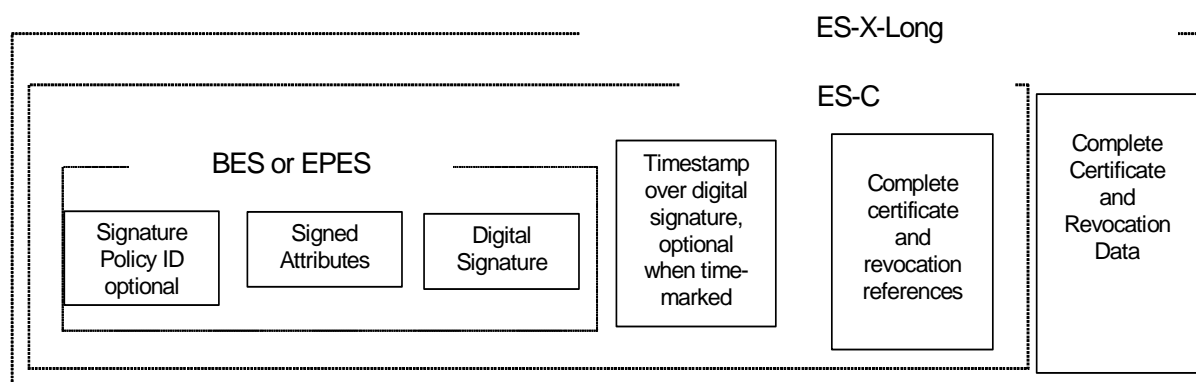 ES-X-Long
ES-C
BES or EPES
Signature
Policy ID
optional
Signed
Attributes
Digital
Signature
Timestamp
over digital
signature,
optional
when time-
marked
Complete
certificate
and
revocation
references
Complete
Certificate
and
Revocation
Data